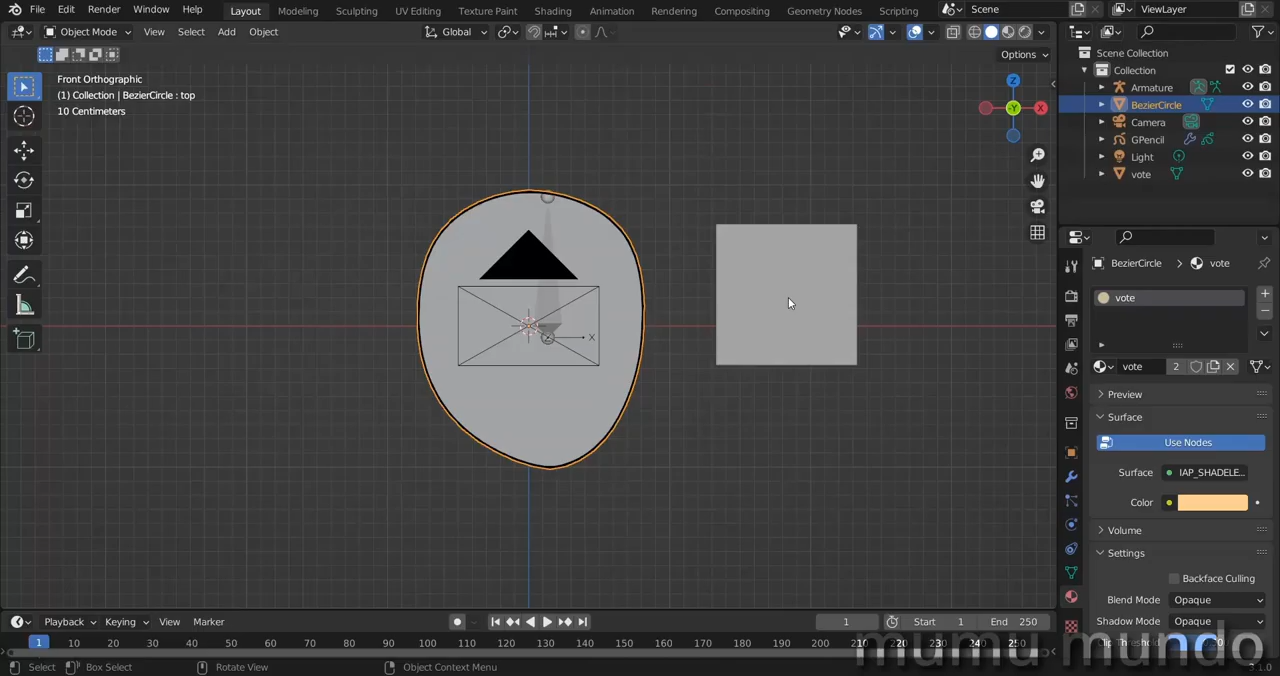 File Edit Render Window Help Layout Modeling Sculpting UV Editing Texture Paint Shading Animation Rendering Compositing Geometry Nodes Scripting Scene ViewLayer
Object Mode View Select Add Object Global
Options
Front Orthographic
(1) Collection | BezierCircle : top
10 Centimeters
Z
X
-Y
X
Scene Collection
Collection
Armature
BezierCircle
Camera
GPencil
Light
vote
BezierCircle > vote
vote
vote 2
Preview
Surface
Use Nodes
Surface IAP_SHADELE...
Color
Volume
Settings
Backface Culling
Blend Mode Opaque
Shadow Mode Opaque
Playback Keying View Marker 1 Start 1 End 250
1 10 20 30 40 50 60 70 80 90 100 110 120 130 140 150 160 170 180 190 200 210 220 230 240 250
Select Box Select Rotate View Object Context Menu 3.1.0
mumu mundo